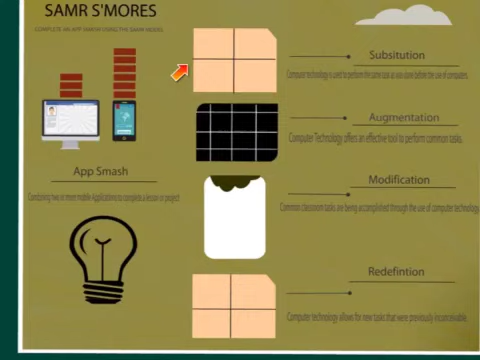 SAMR S'MORES
COMPLETE AN APP SMASH USING THE SAMR MODEL
Subsitution
Computer technology is used to perform the same task as was done before the use of computers.
Augmentation
Computer Technology offers an effective tool to perform common tasks.
App Smash
Combining two or more mobile Applications to complete a lesson or project
Modification
Common classroom tasks are being accomplished through the use of computer technology
Redefintion
Computer technology allows for new tasks that were previously inconceivable.